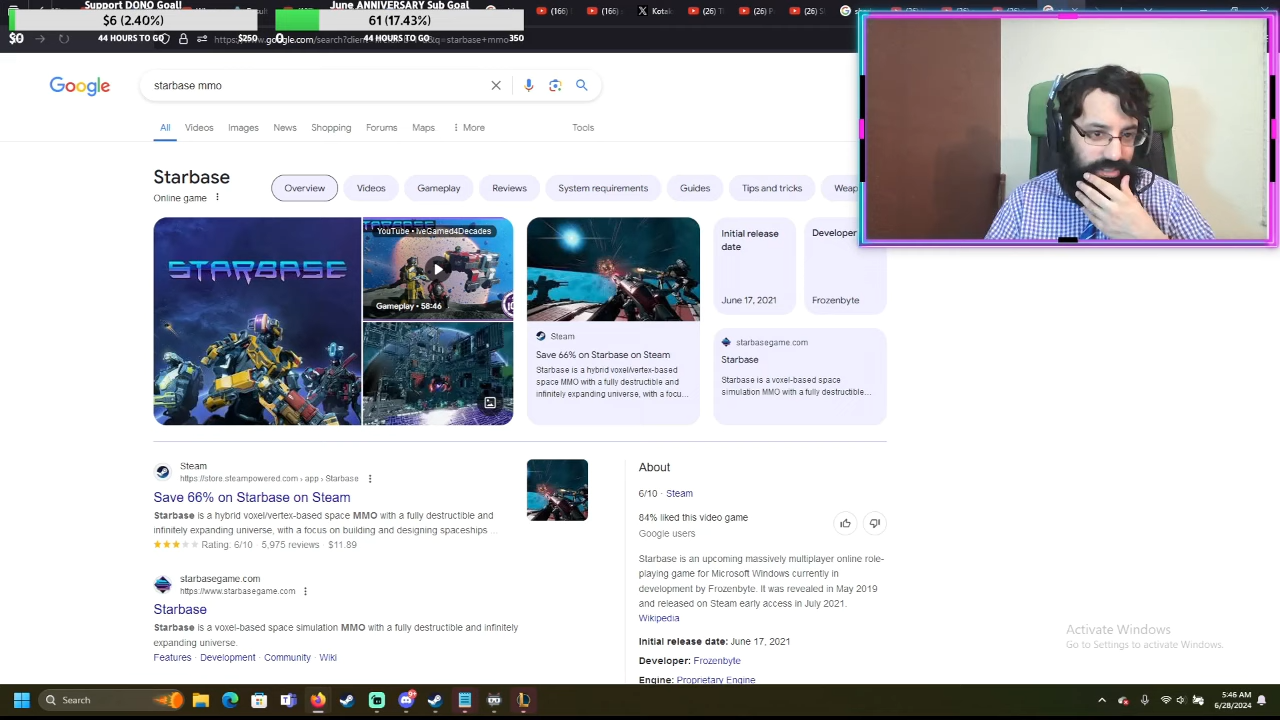 Support DONO Goal!
June ANNIVERSARY Sub Goal
$6 (2.40%)
61 (17.43%)
$0
44 HOURS TO GO
$250
0
44 HOURS TO GO
350
Google
starbase mmo
All
Videos
Images
News
Shopping
Forums
Maps
More
Tools
Starbase
Online game
Overview
Videos
Gameplay
Reviews
System requirements
Guides
Tips and tricks
Weap
STARBASE
YouTube • IveGamed4Decades
Gameplay • 58:46
Steam
Save 66% on Starbase on Steam
Starbase is a hybrid voxel/vertex-based
space MMO with a fully destructible and
infinitely expanding universe, with a focu...
Initial release
date
June 17, 2021
Developer
Frozenbyte
starbasegame.com
Starbase
Starbase is a voxel-based space
simulation MMO with a fully destructible...
Steam
https://store.steampowered.com › app › Starbase
Save 66% on Starbase on Steam
Starbase is a hybrid voxel/vertex-based space MMO with a fully destructible and
infinitely expanding universe, with a focus on building and designing spaceships ...
Rating: 6/10 · 5,975 reviews · $11.89
starbasegame.com
https://www.starbasegame.com
Starbase
Starbase is a voxel-based space simulation MMO with a fully destructible and infinitely
expanding universe.
Features · Development · Community · Wiki
About
6/10 · Steam
84% liked this video game
Google users
Starbase is an upcoming massively multiplayer online role-
playing game for Microsoft Windows currently in
development by Frozenbyte. It was revealed in May 2019
and released on Steam early access in July 2021.
Wikipedia
Initial release date: June 17, 2021
Developer: Frozenbyte
Engine: Proprietary Engine
Activate Windows
Go to Settings to activate Windows.
Search
5:46 AM
6/28/2024